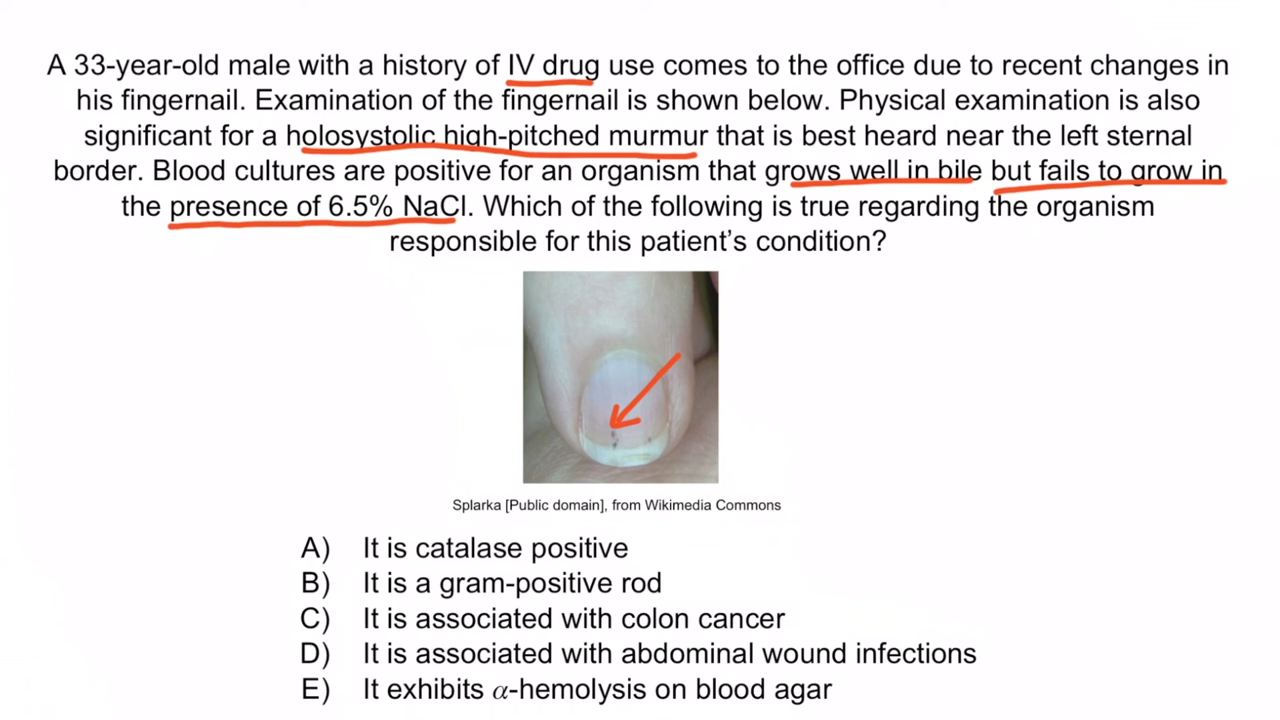 A 33-year-old male with a history of IV drug use comes to the office due to recent changes in
his fingernail. Examination of the fingernail is shown below. Physical examination is also
significant for a holosystolic high-pitched murmur that is best heard near the left sternal
border. Blood cultures are positive for an organism that grows well in bile but fails to grow in
the presence of 6.5% NaCl. Which of the following is true regarding the organism
responsible for this patient’s condition?
Splarka [Public domain], from Wikimedia Commons
A) It is catalase positive
B) It is a gram-positive rod
C) It is associated with colon cancer
D) It is associated with abdominal wound infections
E) It exhibits α-hemolysis on blood agar